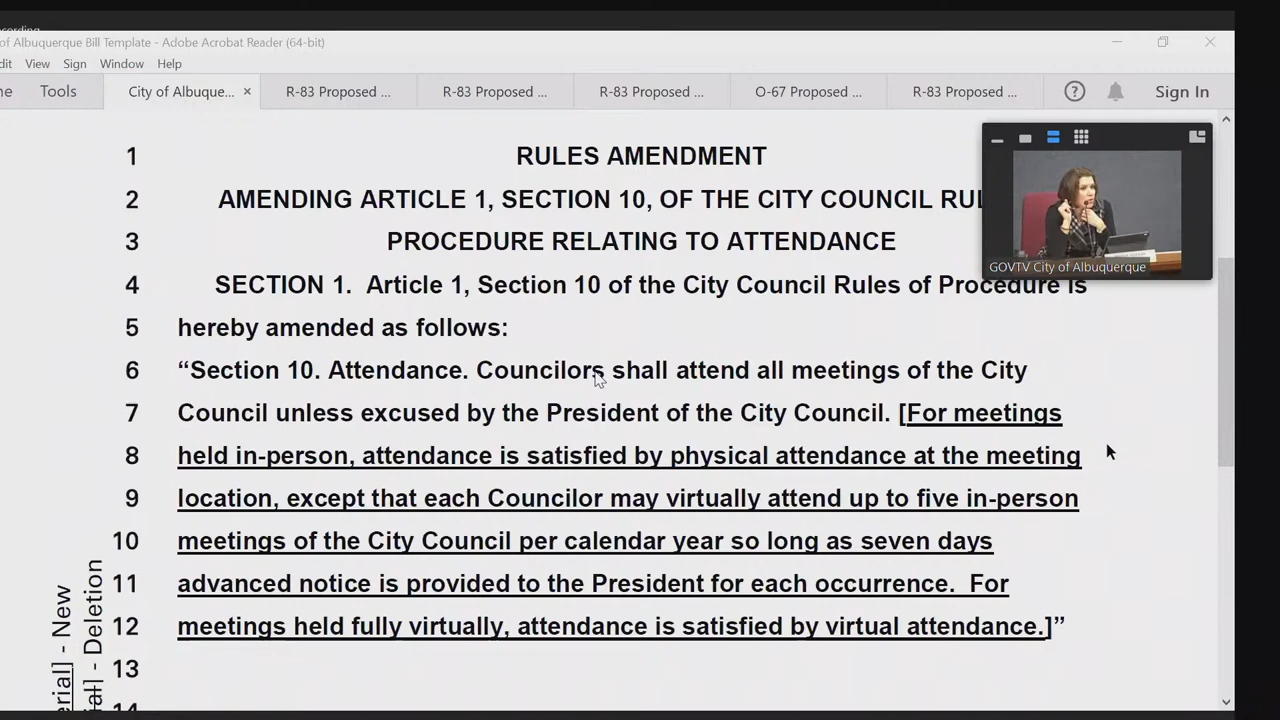 ecording
of Albuquerque Bill Template - Adobe Acrobat Reader (64-bit)
dit View Sign Window Help
ne Tools City of Albuque... × R-83 Proposed ... R-83 Proposed ... R-83 Proposed ... O-67 Proposed ... R-83 Proposed ... Sign In
1 RULES AMENDMENT
2 AMENDING ARTICLE 1, SECTION 10, OF THE CITY COUNCIL RUL
3 PROCEDURE RELATING TO ATTENDANCE
GOVTV City of Albuquerque
4 SECTION 1. Article 1, Section 10 of the City Council Rules of Procedure is
5 hereby amended as follows:
6 “Section 10. Attendance. Councilors shall attend all meetings of the City
7 Council unless excused by the President of the City Council. [For meetings
8 held in-person, attendance is satisfied by physical attendance at the meeting
9 location, except that each Councilor may virtually attend up to five in-person
10 meetings of the City Council per calendar year so long as seven days
11 advanced notice is provided to the President for each occurrence. For
12 meetings held fully virtually, attendance is satisfied by virtual attendance.]”
13
14
erial] - New
ial] - Deletion